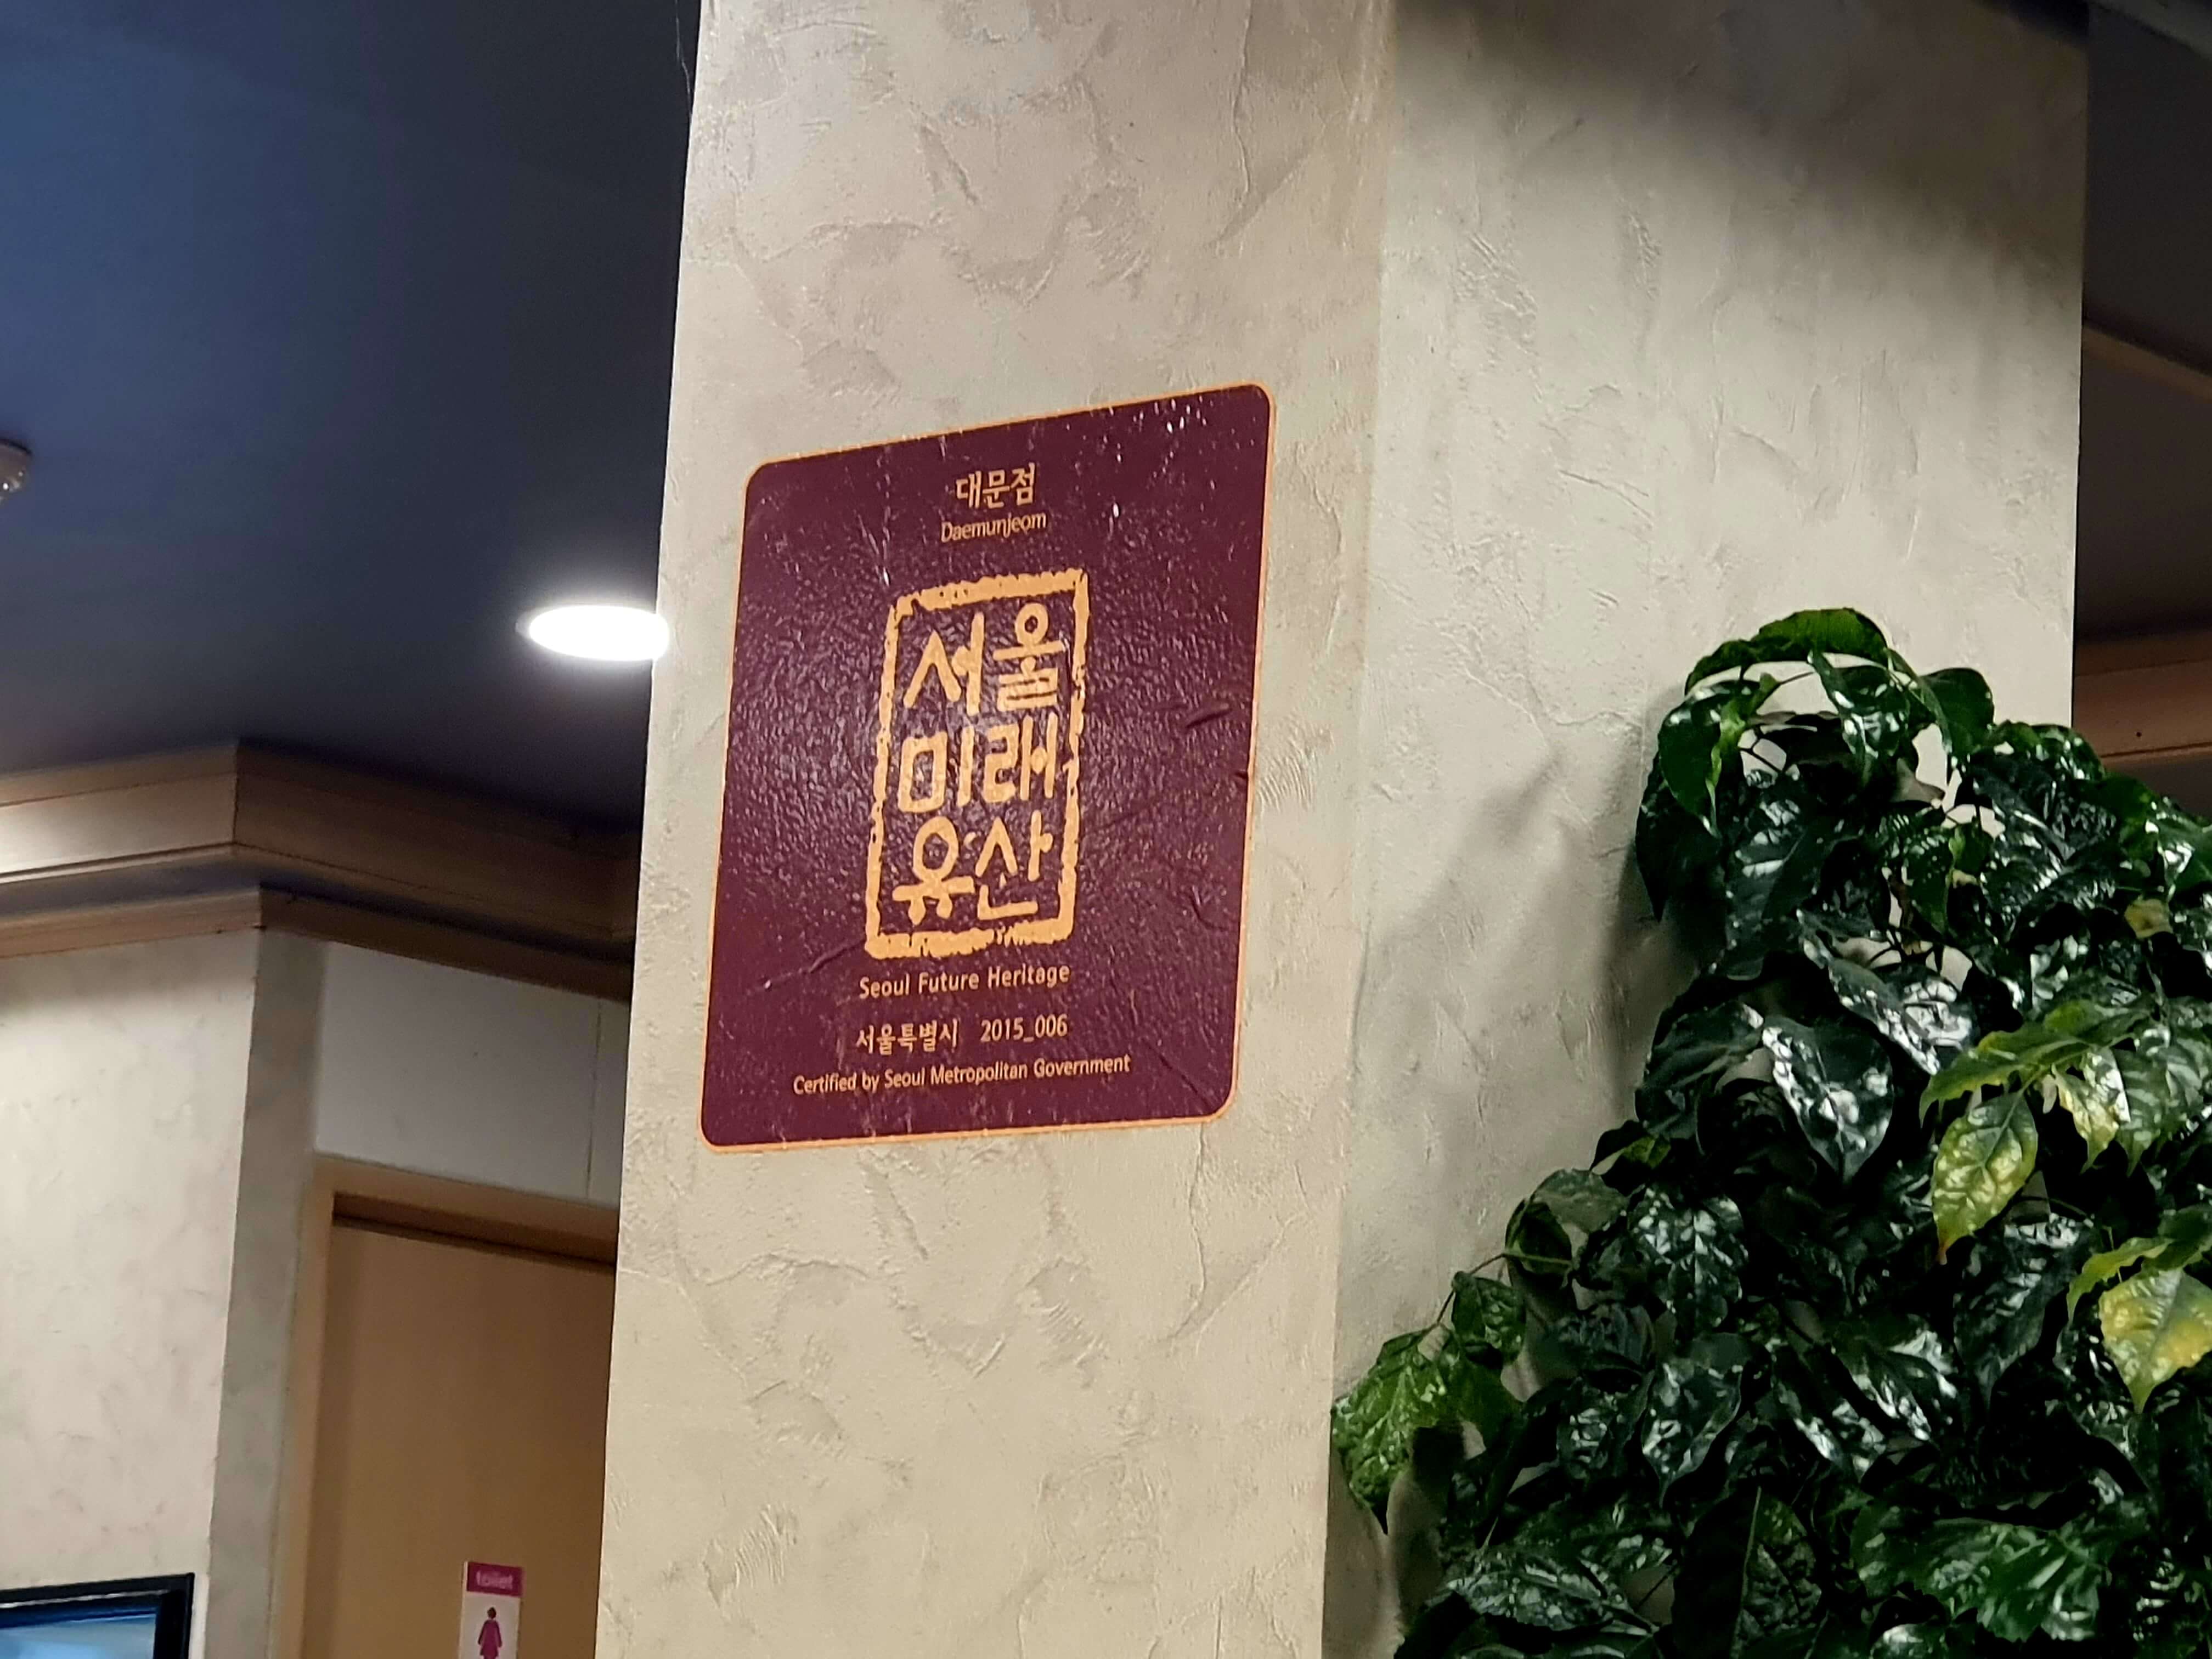 대문점
Daemunjeom
서울
미래
유산
Seoul Future Heritage
서울특별시 2015_006
Certified by Seoul Metropolitan Government
toilet